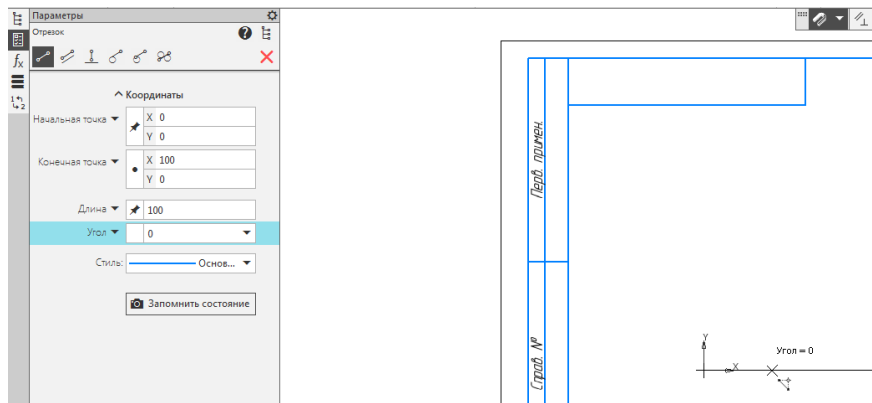 Параметры
Отрезок
Координаты
Начальная точка
X 0
Y 0
Конечная точка
X 100
Y 0
Длина 100
Угол 0
Стиль: Основ...
Запомнить состояние
Перв. примен.
Справ. №
Y
X
Угол = 0